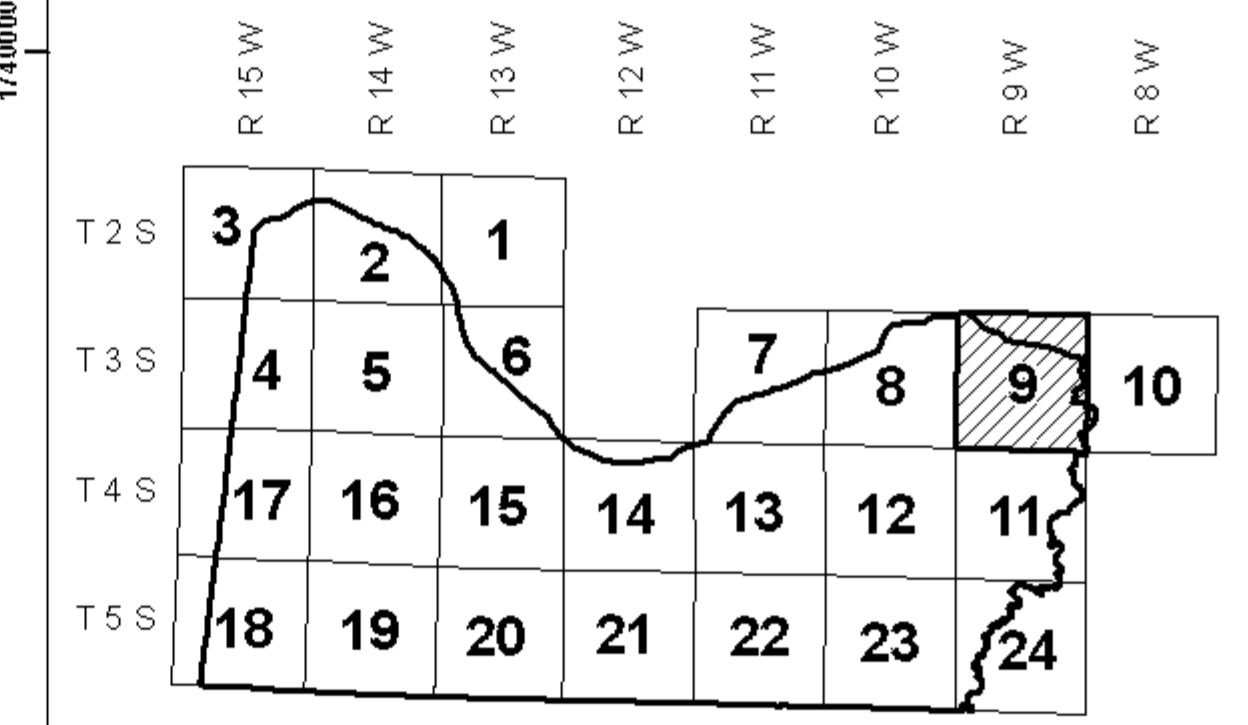 1740000
R 15 W R 14 W R 13 W R 12 W R 11 W R 10 W R 9 W R 8 W
T 2 S 3 2 1
T 3 S 4 5 6 7 8 9 10
T 4 S 17 16 15 14 13 12 11
T 5 S 18 19 20 21 22 23 24